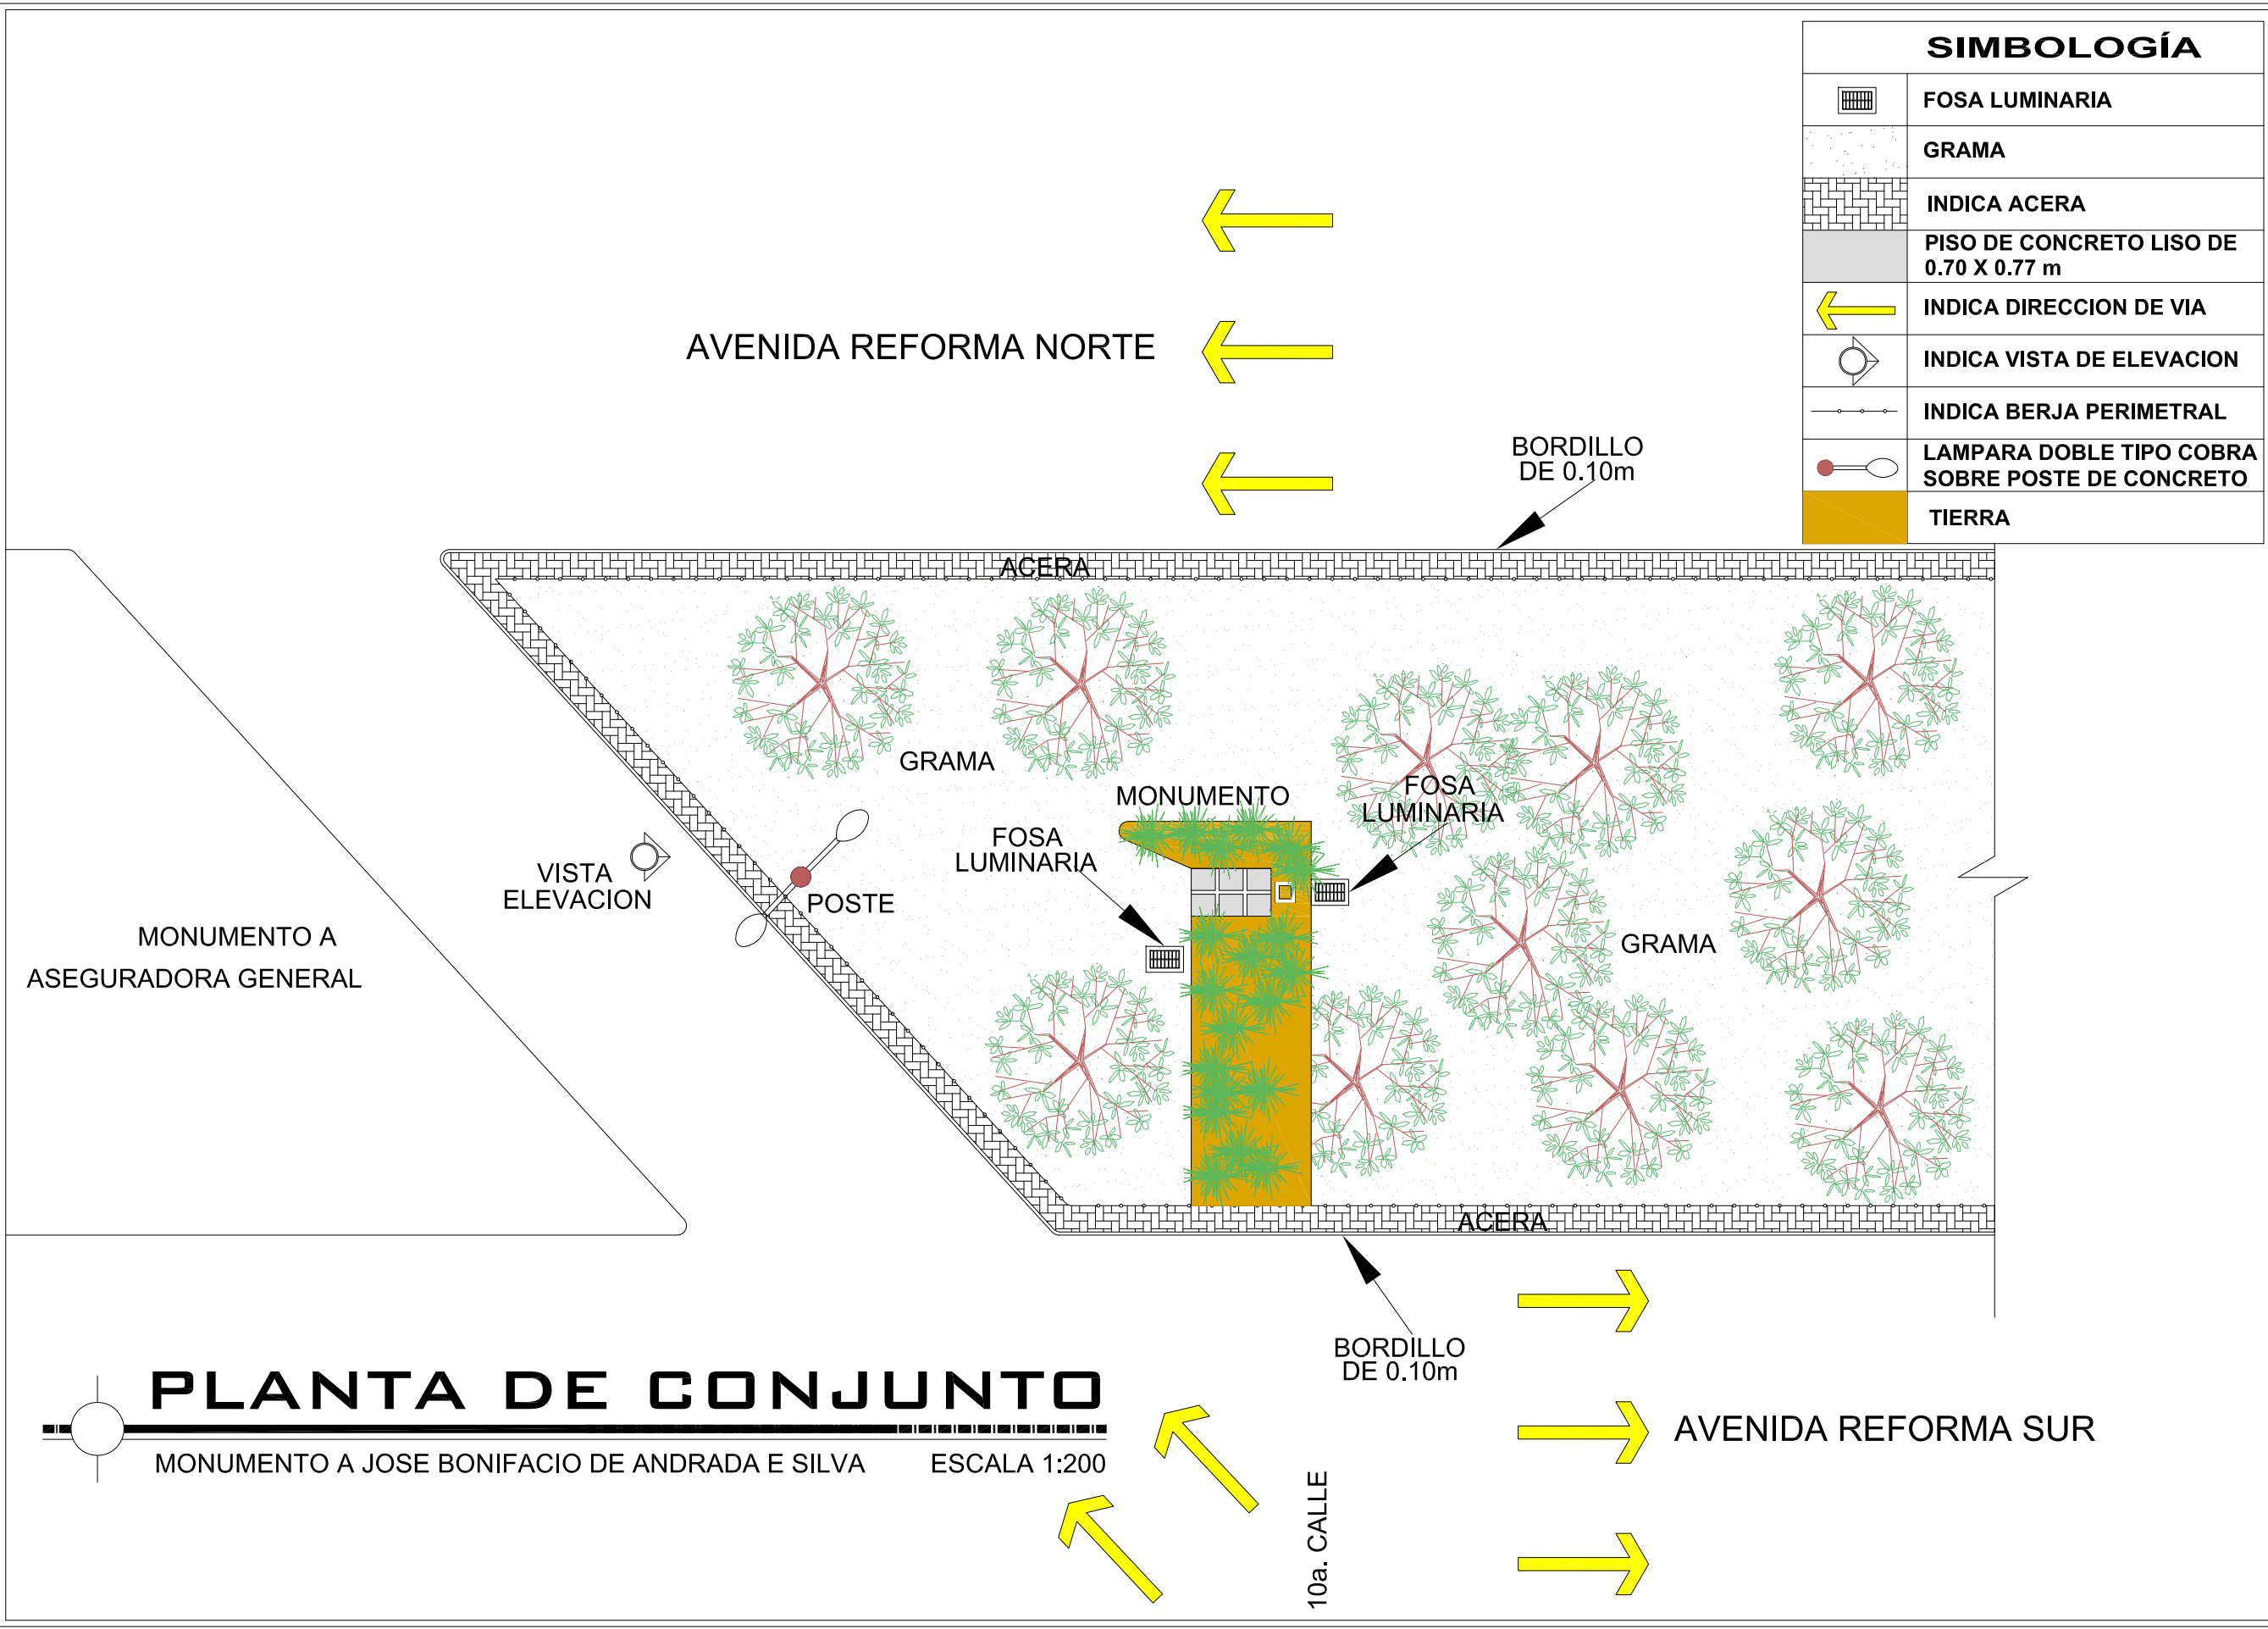 SIMBOLOGÍA
FOSA LUMINARIA
GRAMA
INDICA ACERA
PISO DE CONCRETO LISO DE
0.70 X 0.77 m
INDICA DIRECCION DE VIA
INDICA VISTA DE ELEVACION
INDICA BERJA PERIMETRAL
LAMPARA DOBLE TIPO COBRA
SOBRE POSTE DE CONCRETO
TIERRA
AVENIDA REFORMA NORTE
BORDILLO
DE 0.10m
ACERA
GRAMA
MONUMENTO
FOSA
LUMINARIA
FOSA
LUMINARIA
VISTA
ELEVACION
POSTE
GRAMA
MONUMENTO A
ASEGURADORA GENERAL
ACERA
BORDILLO
DE 0.10m
PLANTA DE CONJUNTO
MONUMENTO A JOSE BONIFACIO DE ANDRADA E SILVA
ESCALA 1:200
10a. CALLE
AVENIDA REFORMA SUR